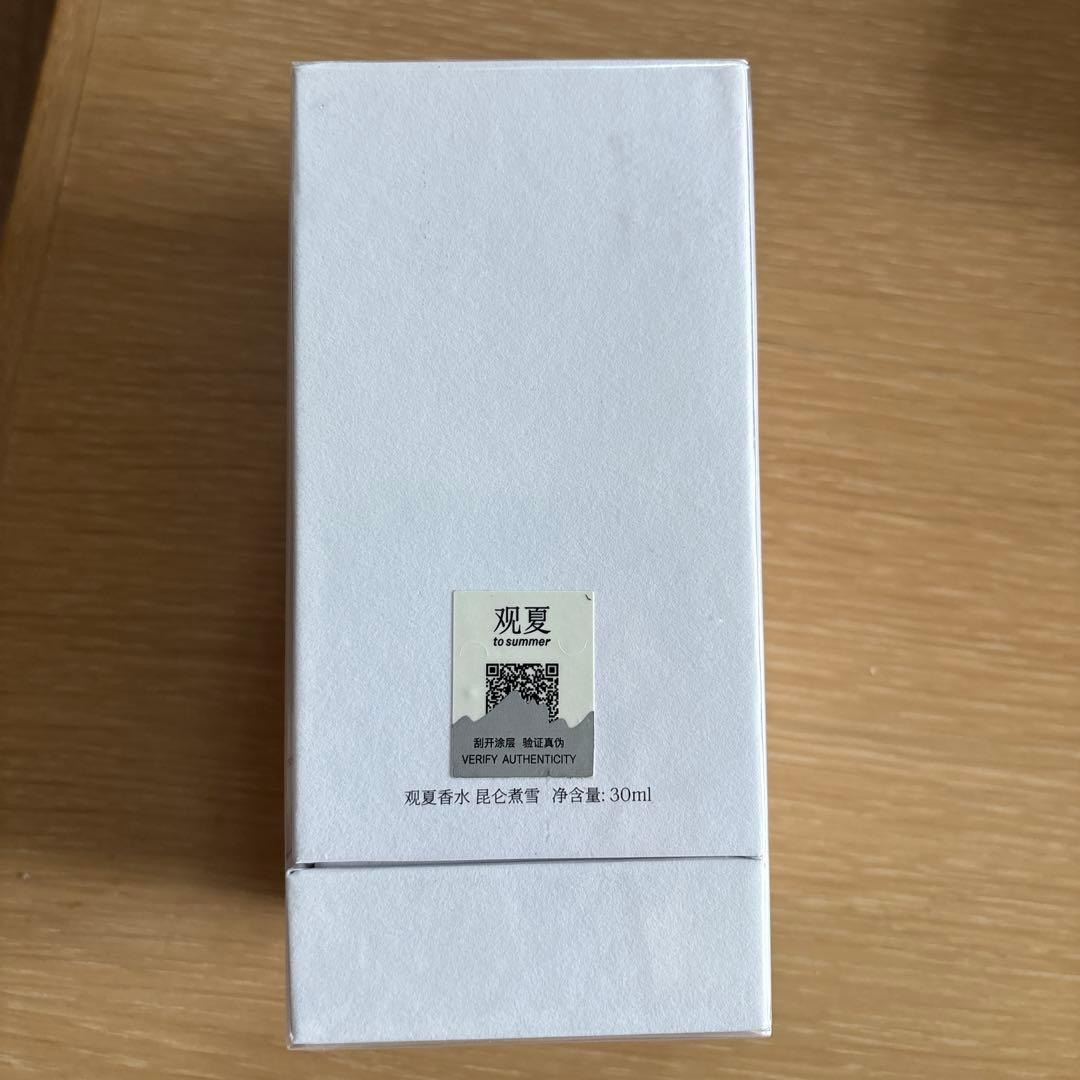 观夏
to summer
刮开涂层 验证真伪
VERIFY AUTHENTICITY
观夏香水 昆仑煮雪 净含量: 30ml